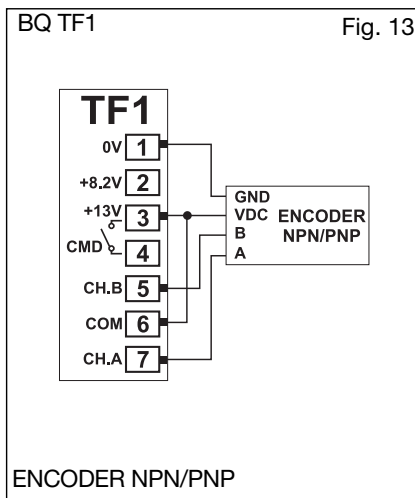 BQ TF1 Fig. 13
TF1
0V 1
+8.2V 2
+13V 3
CMD 4
CH.B 5
COM 6
CH.A 7
GND
VDC
B
A
ENCODER
NPN/PNP
ENCODER NPN/PNP